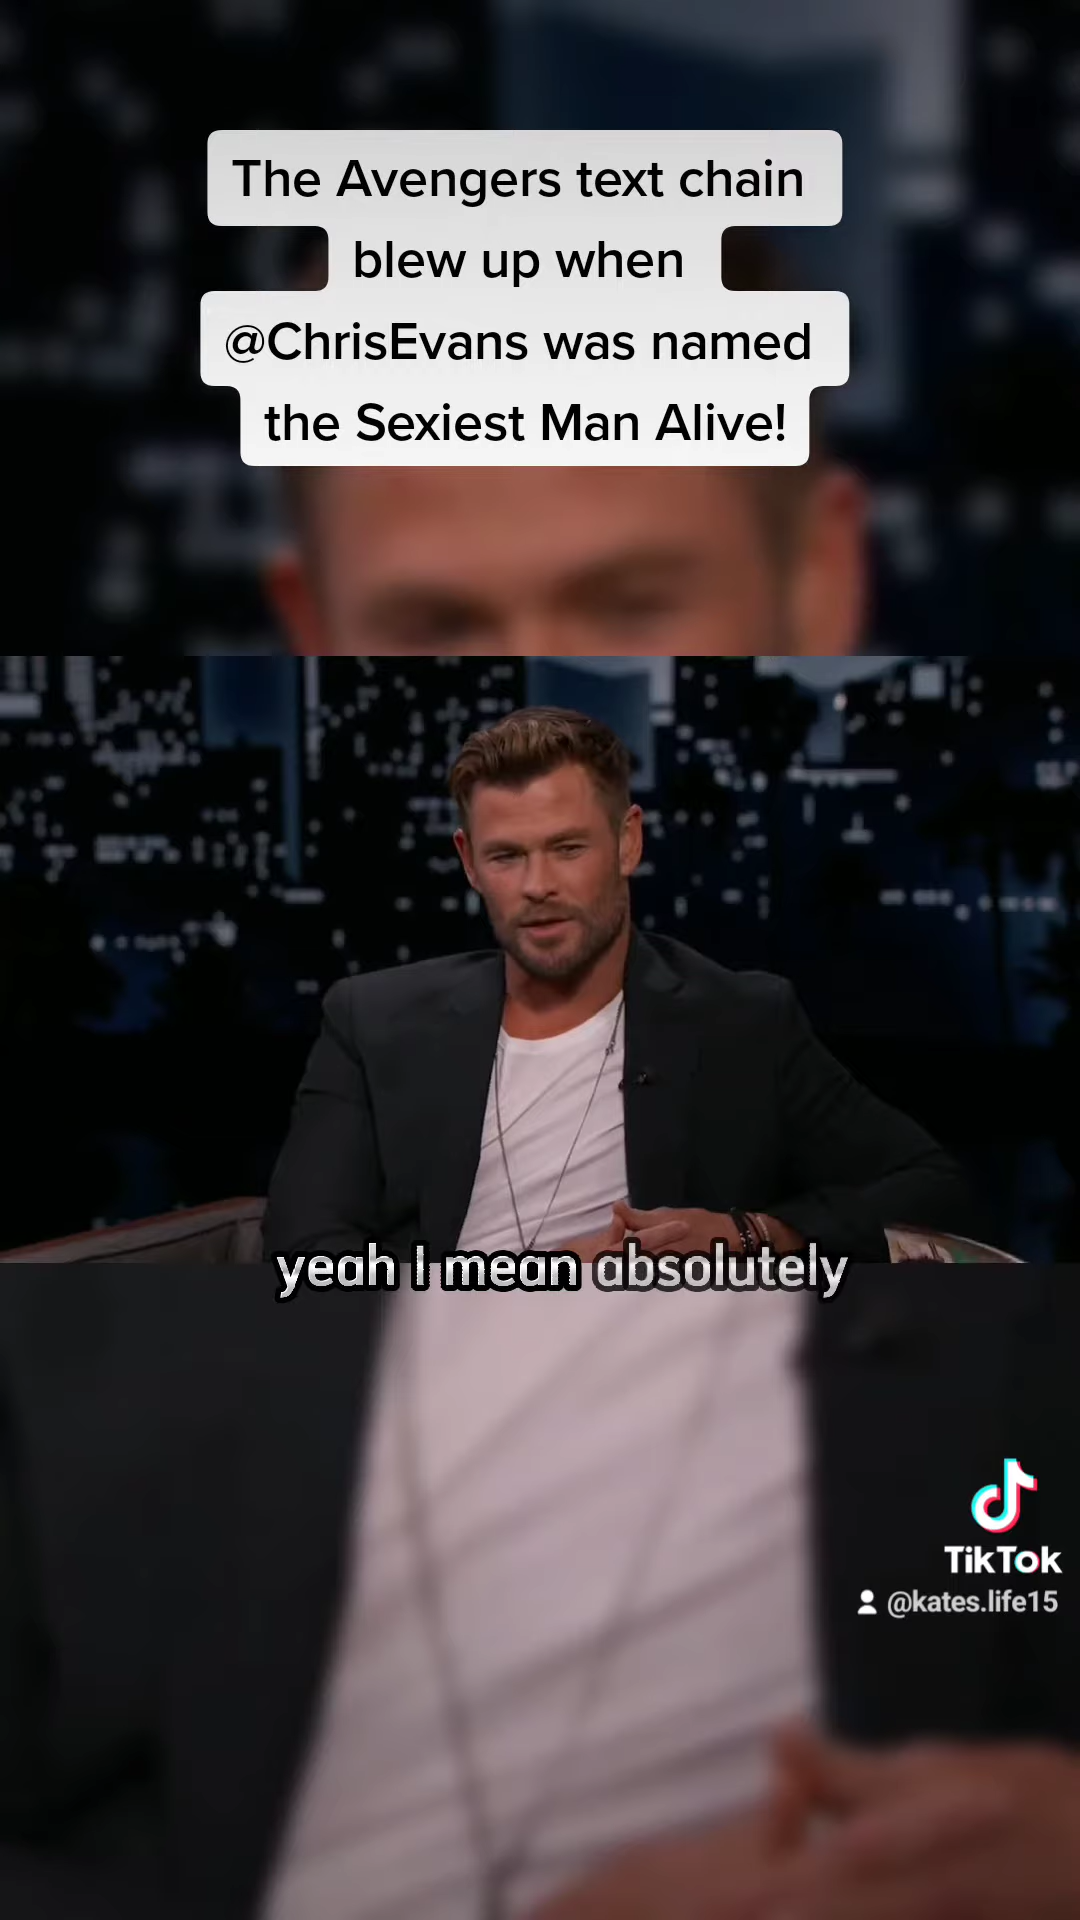 The Avengers text chain
blew up when
@ChrisEvans was named
the Sexiest Man Alive!
yeah I mean absolutely
TikTok
@kates.life15